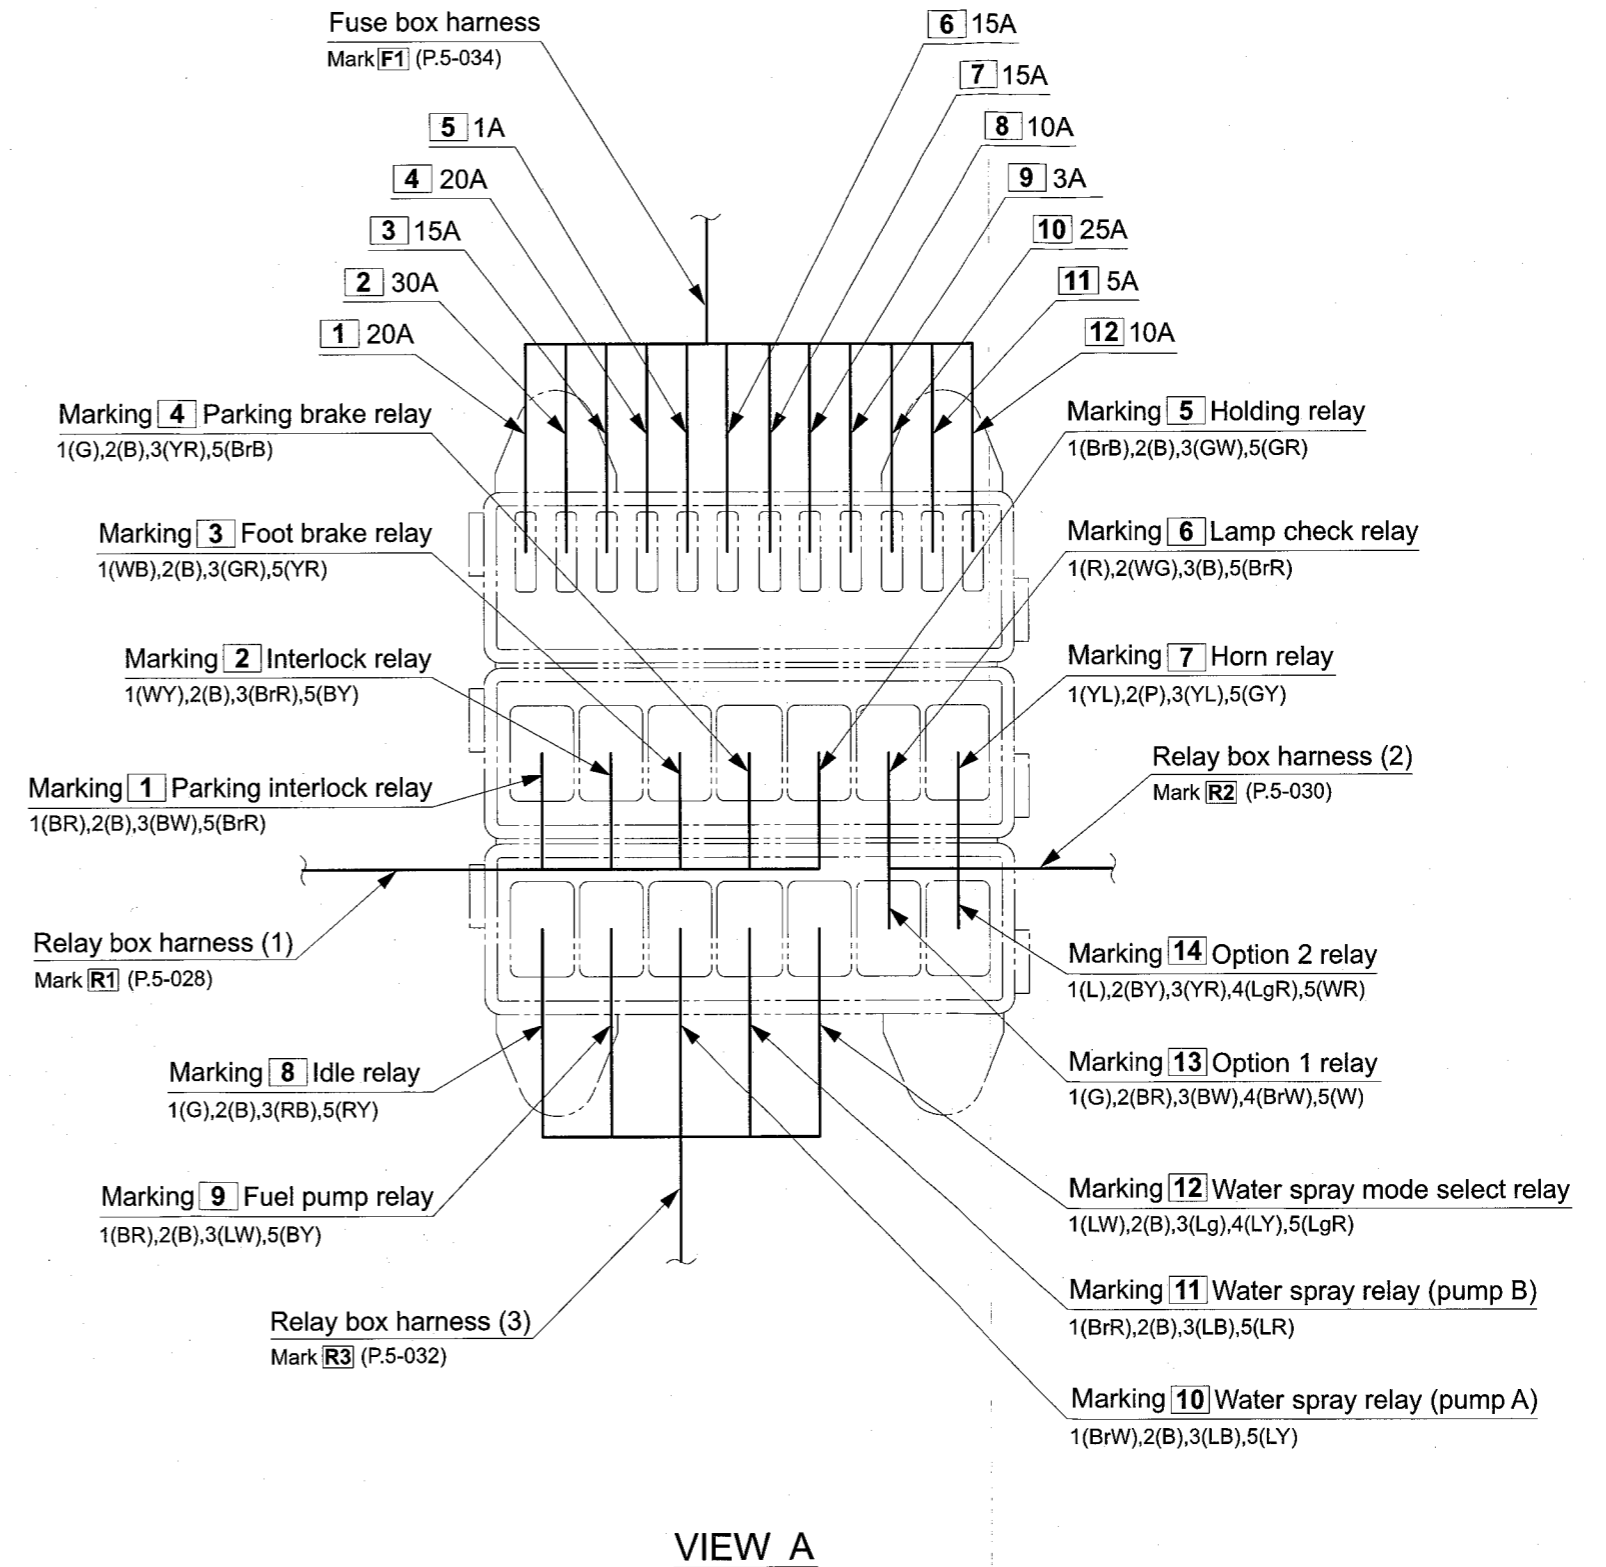 Fuse box harness
Mark F1 (P.5-034)
6 15A
7 15A
5 1A
8 10A
4 20A
9 3A
3 15A
10 25A
2 30A
11 5A
1 20A
12 10A
Marking 4 Parking brake relay
1(G),2(B),3(YR),5(BrB)
Marking 5 Holding relay
1(BrB),2(B),3(GW),5(GR)
Marking 3 Foot brake relay
1(WB),2(B),3(GR),5(YR)
Marking 6 Lamp check relay
1(R),2(WG),3(B),5(BrR)
Marking 2 Interlock relay
1(WY),2(B),3(BrR),5(BY)
Marking 7 Horn relay
1(YL),2(P),3(YL),5(GY)
Relay box harness (2)
Mark R2 (P.5-030)
Marking 1 Parking interlock relay
1(BR),2(B),3(BW),5(BrR)
Relay box harness (1)
Mark R1 (P.5-028)
Marking 14 Option 2 relay
1(L),2(BY),3(YR),4(LgR),5(WR)
Marking 8 Idle relay
1(G),2(B),3(RB),5(RY)
Marking 13 Option 1 relay
1(G),2(BR),3(BW),4(BrW),5(W)
Marking 9 Fuel pump relay
1(BR),2(B),3(LW),5(BY)
Marking 12 Water spray mode select relay
1(LW),2(B),3(Lg),4(LY),5(LgR)
Marking 11 Water spray relay (pump B)
1(BrR),2(B),3(LB),5(LR)
Relay box harness (3)
Mark R3 (P.5-032)
Marking 10 Water spray relay (pump A)
1(BrW),2(B),3(LB),5(LY)
VIEW A